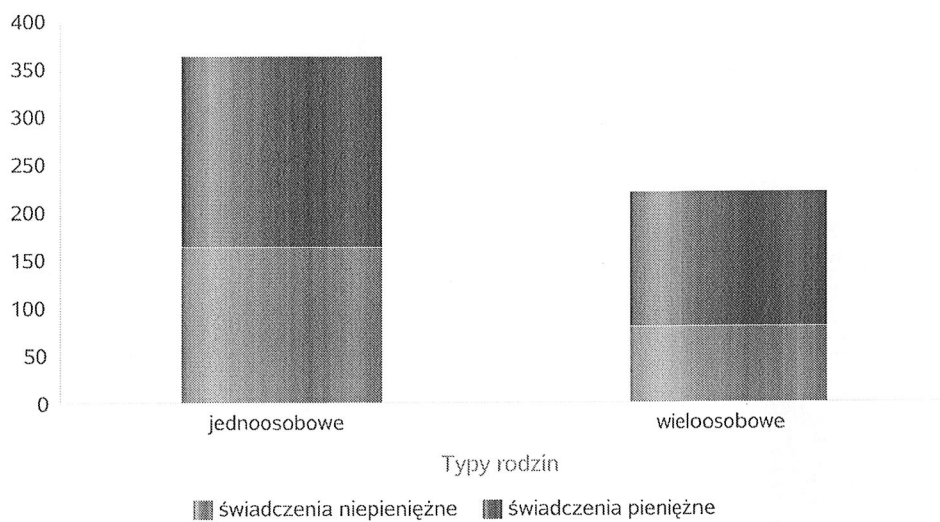 400
350
300
250
200
150
100
50
0
jednoosobowe
wieloosobowe
Typy rodzin
świadczenia niepieniężne
świadczenia pieniężne